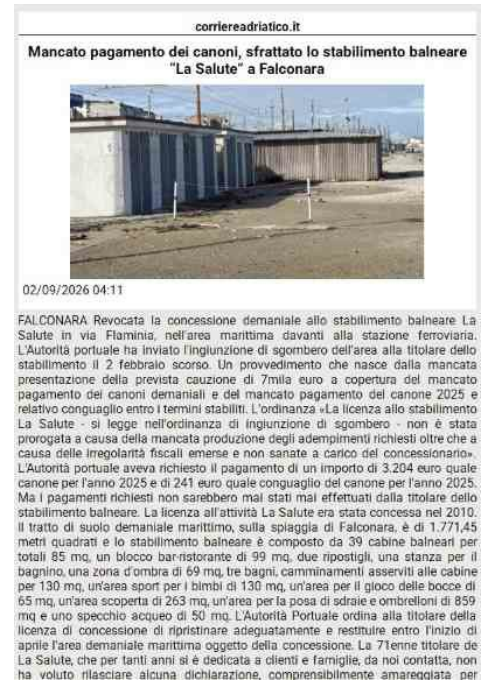 corriereadriatico.it
Mancato pagamento dei canoni, sfrattato lo stabilimento balneare
"La Salute" a Falconara
02/09/2026 04:11
FALCONARA Revocata la concessione demaniale allo stabilimento balneare La
Salute in via Flaminia, nell'area marittima davanti alla stazione ferroviaria.
L'Autorità portuale ha inviato l'ingiunzione di sgombero dell'area alla titolare dello
stabilimento il 2 febbraio scorso. Un provvedimento che nasce dalla mancata
presentazione della prevista cauzione di 7mila euro a copertura del mancato
pagamento dei canoni demaniali e del mancato pagamento del canone 2025 e
relativo conguaglio entro i termini stabiliti. L'ordinanza «La licenza allo stabilimento
La Salute - si legge nell'ordinanza di ingiunzione di sgombero - non è stata
prorogata a causa della mancata produzione degli adempimenti richiesti oltre che a
causa delle irregolarità fiscali emerse e non sanate a carico del concessionario».
L'Autorità portuale aveva richiesto il pagamento di un importo di 3.204 euro quale
canone per l'anno 2025 e di 241 euro quale conguaglio del canone per l'anno 2025.
Ma i pagamenti richiesti non sarebbero mai stati mai effettuati dalla titolare dello
stabilimento balneare. La licenza all'attività La Salute era stata concessa nel 2010.
Il tratto di suolo demaniale marittimo, sulla spiaggia di Falconara, è di 1.771,45
metri quadrati e lo stabilimento balneare è composto da 39 cabine balneari per
totali 85 mq, un blocco bar-ristorante di 99 mq, due ripostigli, una stanza per il
bagnino, una zona d'ombra di 69 mq, tre bagni, camminamenti asserviti alle cabine
per 130 mq, un'area sport per i bimbi di 130 mq, un'area per il gioco delle bocce di
65 mq, un'area scoperta di 263 mq, un'area per la posa di sdraie e ombrelloni di 859
mq e uno specchio acqueo di 50 mq. L'Autorità Portuale ordina alla titolare della
licenza di concessione di ripristinare adeguatamente e restituire entro l'inizio di
aprile l'area demaniale marittima oggetto della concessione. La 71enne titolare de
La Salute, che per tanti anni si è dedicata a clienti e famiglie, da noi contatta, non
ha voluto rilasciare alcuna dichiarazione, comprensibilmente amareggiata per